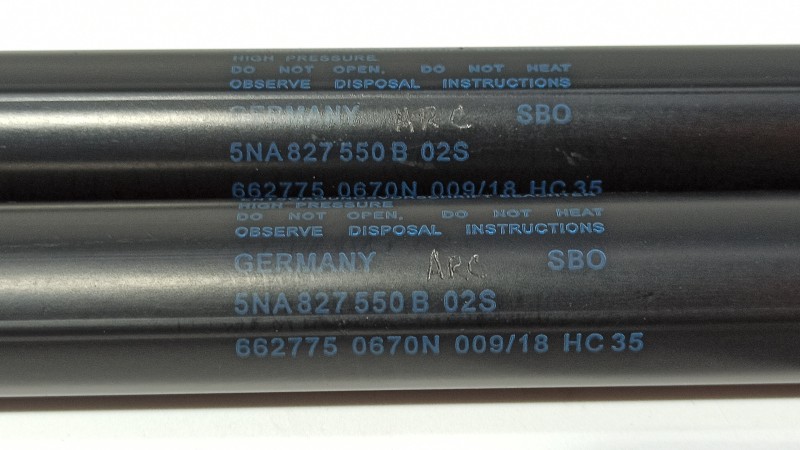 HIGH PRESSURE
DO NOT OPEN, DO NOT HEAT
OBSERVE DISPOSAL INSTRUCTIONS
GERMANY ARC SBO
5NA 827 550 B 02S
662775 0670N 009/18 HC 35
HIGH PRESSURE
DO NOT OPEN, DO NOT HEAT
OBSERVE DISPOSAL INSTRUCTIONS
GERMANY ARC SBO
5NA 827 550 B 02S
662775 0670N 009/18 HC 35